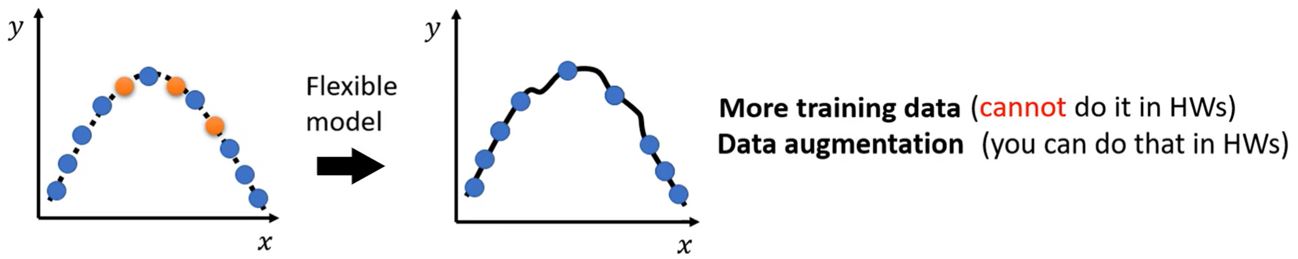 y
x
Flexible
model
y
x
More training data (cannot do it in HWs)
Data augmentation (you can do that in HWs)